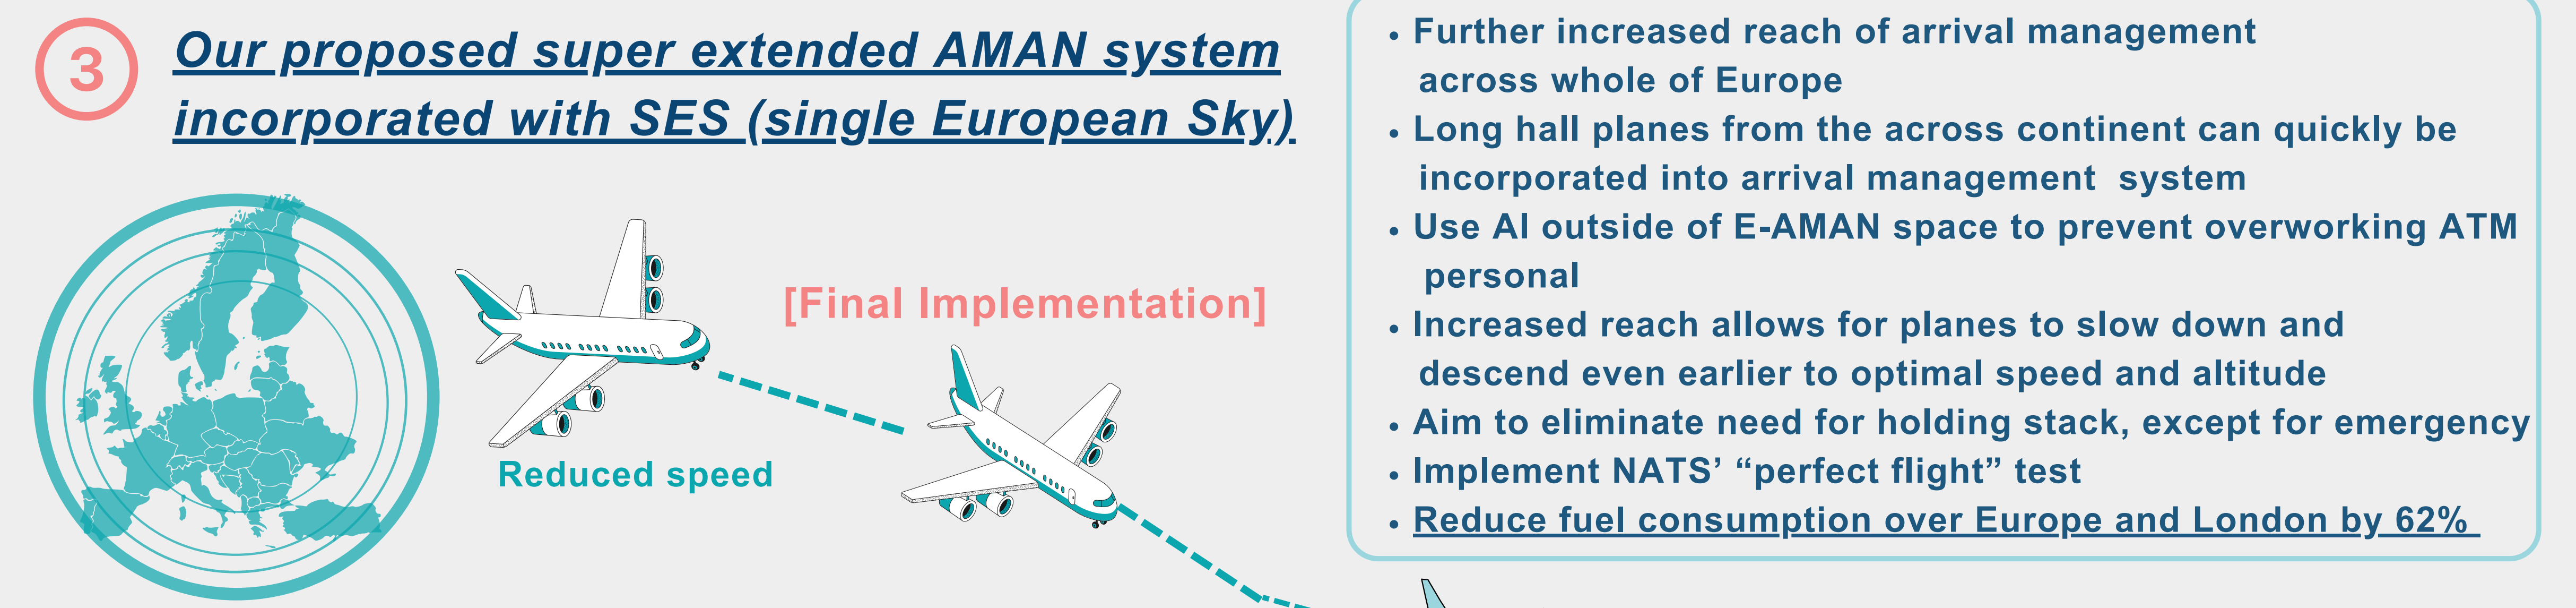 3
Our proposed super extended AMAN system
incorporated with SES (single European Sky)
[Final Implementation]
Reduced speed
• Further increased reach of arrival management
across whole of Europe
• Long hall planes from the across continent can quickly be
incorporated into arrival management system
• Use AI outside of E-AMAN space to prevent overworking ATM
personal
• Increased reach allows for planes to slow down and
descend even earlier to optimal speed and altitude
• Aim to eliminate need for holding stack, except for emergency
• Implement NATS’ “perfect flight” test
• Reduce fuel consumption over Europe and London by 62%